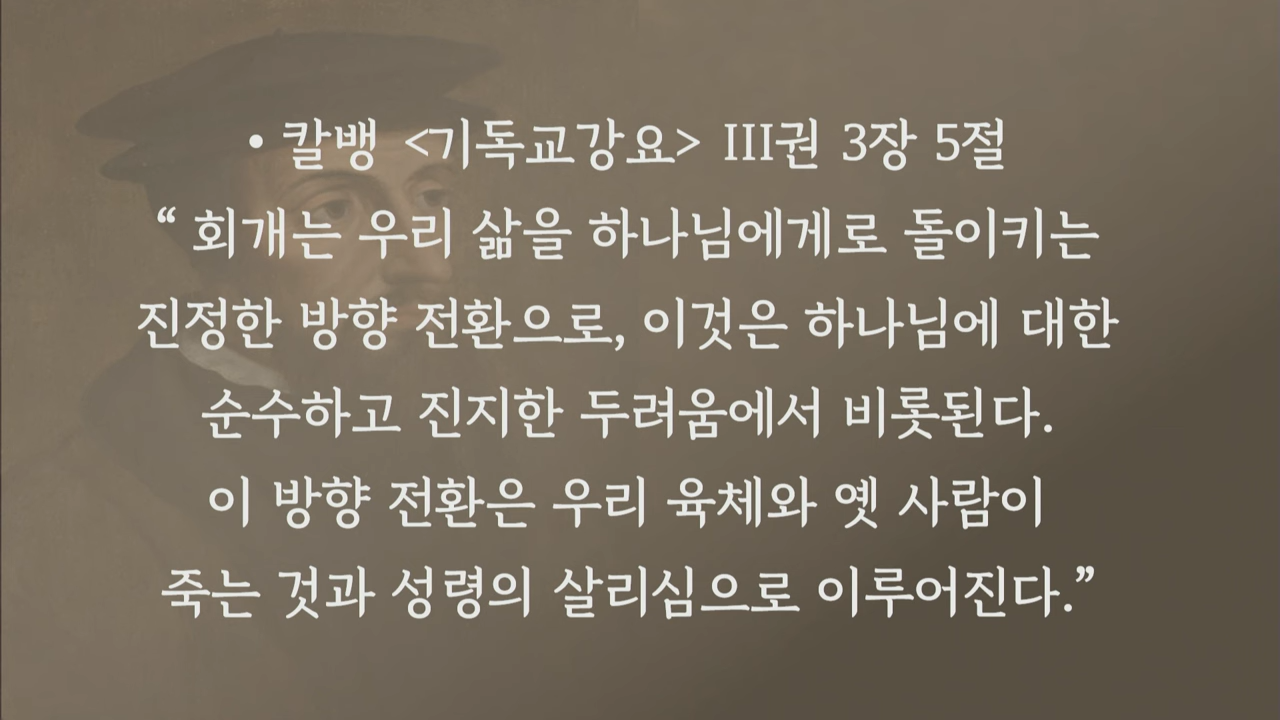 • 칼뱅 <기독교강요> III권 3장 5절
“ 회개는 우리 삶을 하나님에게로 돌이키는
진정한 방향 전환으로, 이것은 하나님에 대한
순수하고 진지한 두려움에서 비롯된다.
이 방향 전환은 우리 육체와 옛 사람이
죽는 것과 성령의 살리심으로 이루어진다.”